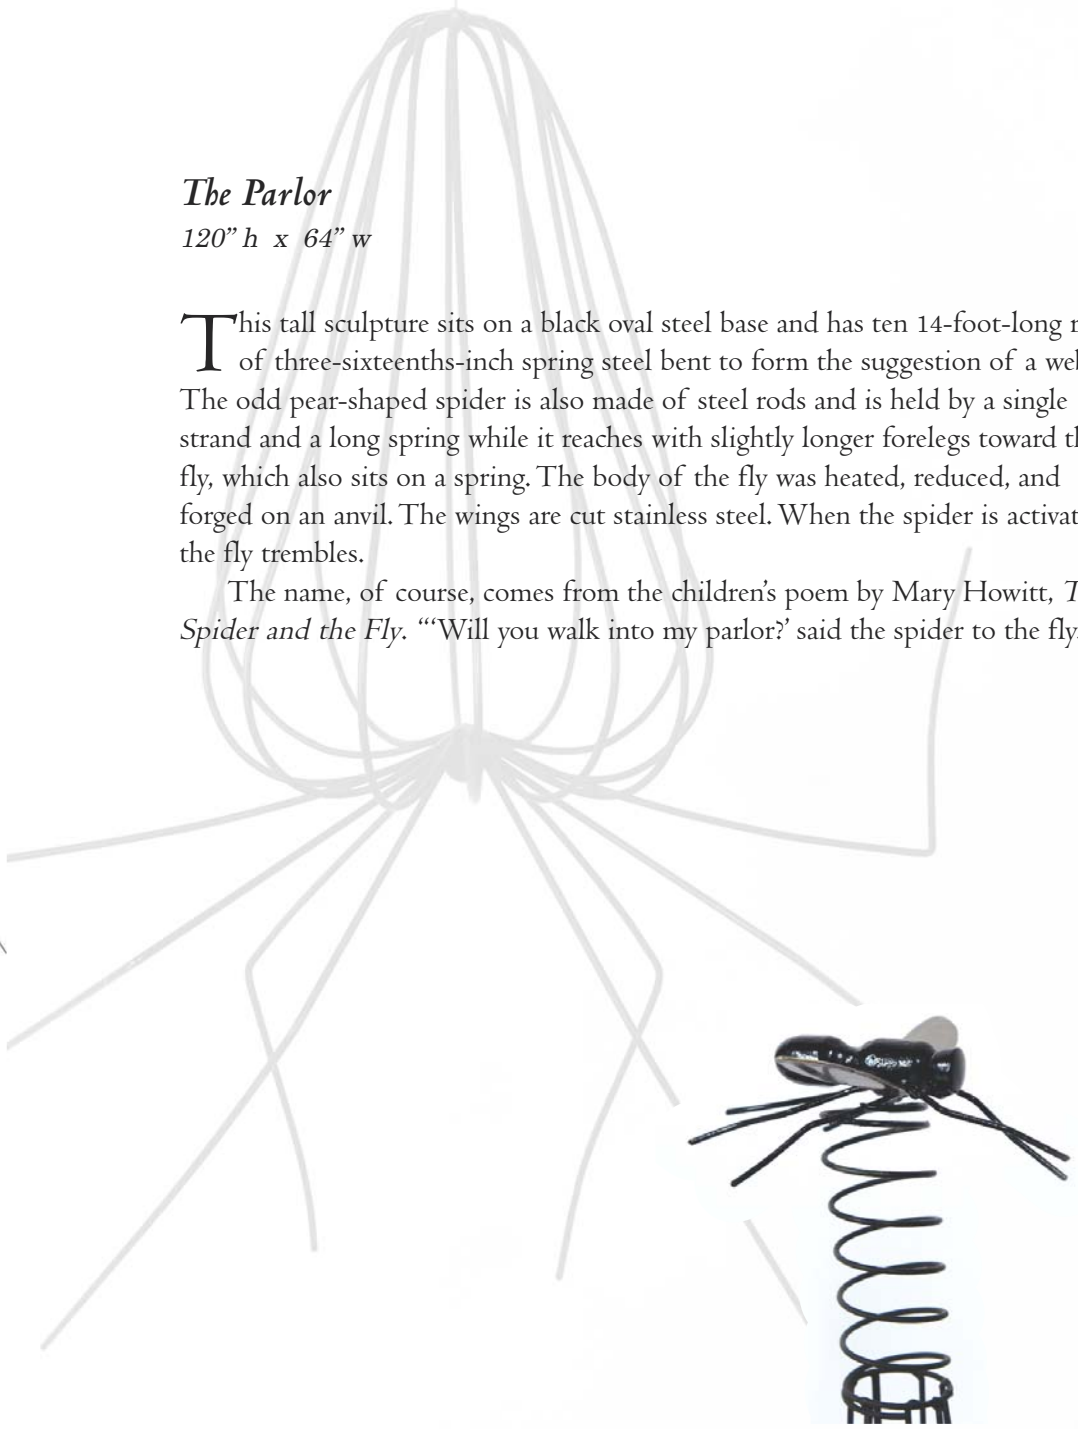 The Parlor
120” h x 64” w
This tall sculpture sits on a black oval steel base and has ten 14-foot-long
of three-sixteenths-inch spring steel bent to form the suggestion of a
The odd pear-shaped spider is also made of steel rods and is held by a single
strand and a long spring while it reaches with slightly longer forelegs toward
fly, which also sits on a spring. The body of the fly was heated, reduced, and
forged on an anvil. The wings are cut stainless steel. When the spider is
the fly trembles.
The name, of course, comes from the children’s poem by Mary Howitt,
Spider and the Fly. “‘Will you walk into my parlor?’ said the spider to the fly